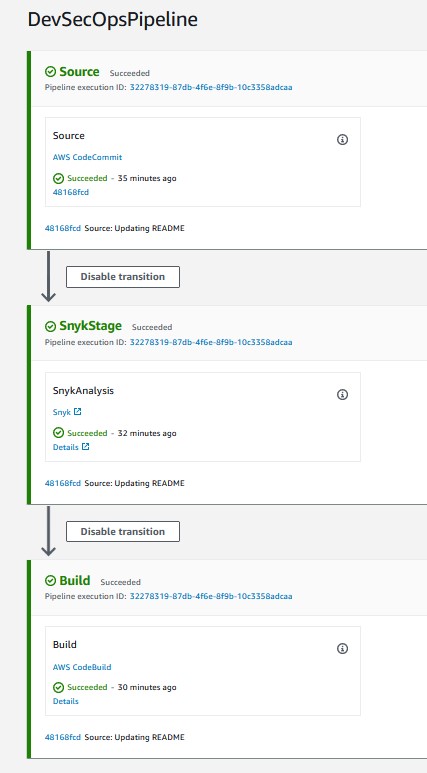 DevSecOpsPipeline
Source Succeeded
Pipeline execution ID: 32278319-87db-4f6e-8f9b-10c3358adcaa
Source
AWS CodeCommit
Succeeded - 35 minutes ago
48168fcd
48168fcd Source: Updating README
Disable transition
SnykStage Succeeded
Pipeline execution ID: 32278319-87db-4f6e-8f9b-10c3358adcaa
SnykAnalysis
Snyk
Succeeded - 32 minutes ago
Details
48168fcd Source: Updating README
Disable transition
Build Succeeded
Pipeline execution ID: 32278319-87db-4f6e-8f9b-10c3358adcaa
Build
AWS CodeBuild
Succeeded - 30 minutes ago
Details
48168fcd Source: Updating README